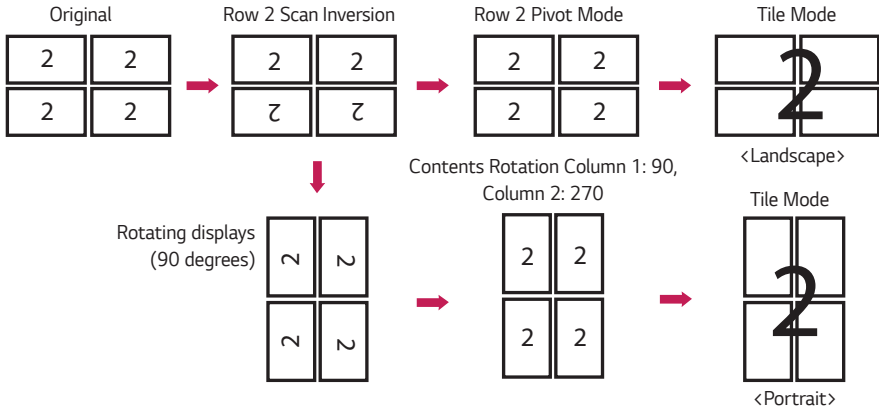 Original
Row 2 Scan Inversion
Row 2 Pivot Mode
Tile Mode
2 2
2 2
2 2
2 2
2 2
2 2
2
<Landscape>
Contents Rotation Column 1: 90,
Column 2: 270
Tile Mode
Rotating displays
(90 degrees)
2 2
2 2
2 2
2 2
2
<Portrait>